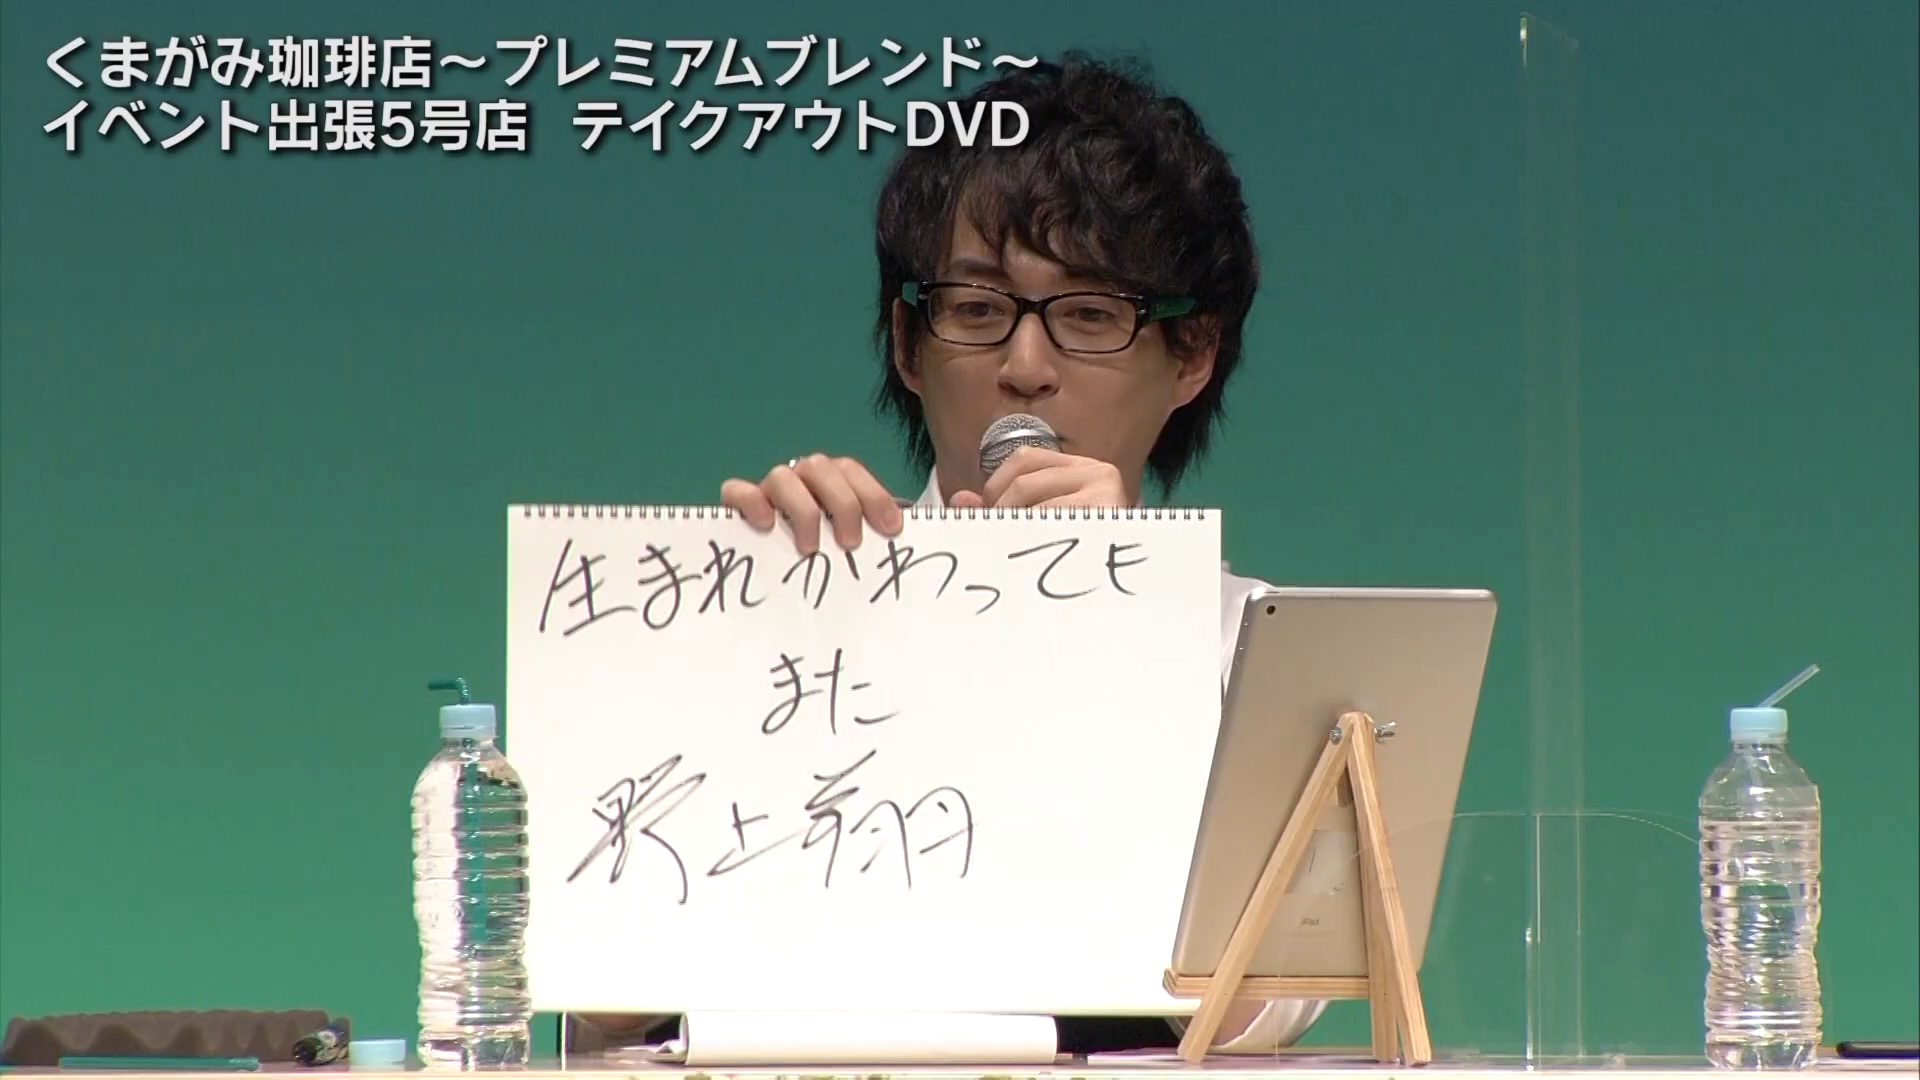 くまがみ珈琲店～プレミアムブレンド～
イベント出張5号店 テイクアウトDVD
生まれかわっても
また
野上翔
iPad